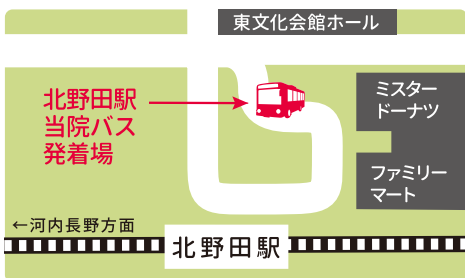 東文化会館ホール
北野田駅
当院バス
発着場
ミスター
ドーナツ
ファミリー
マート
←河内長野方面
北野田駅